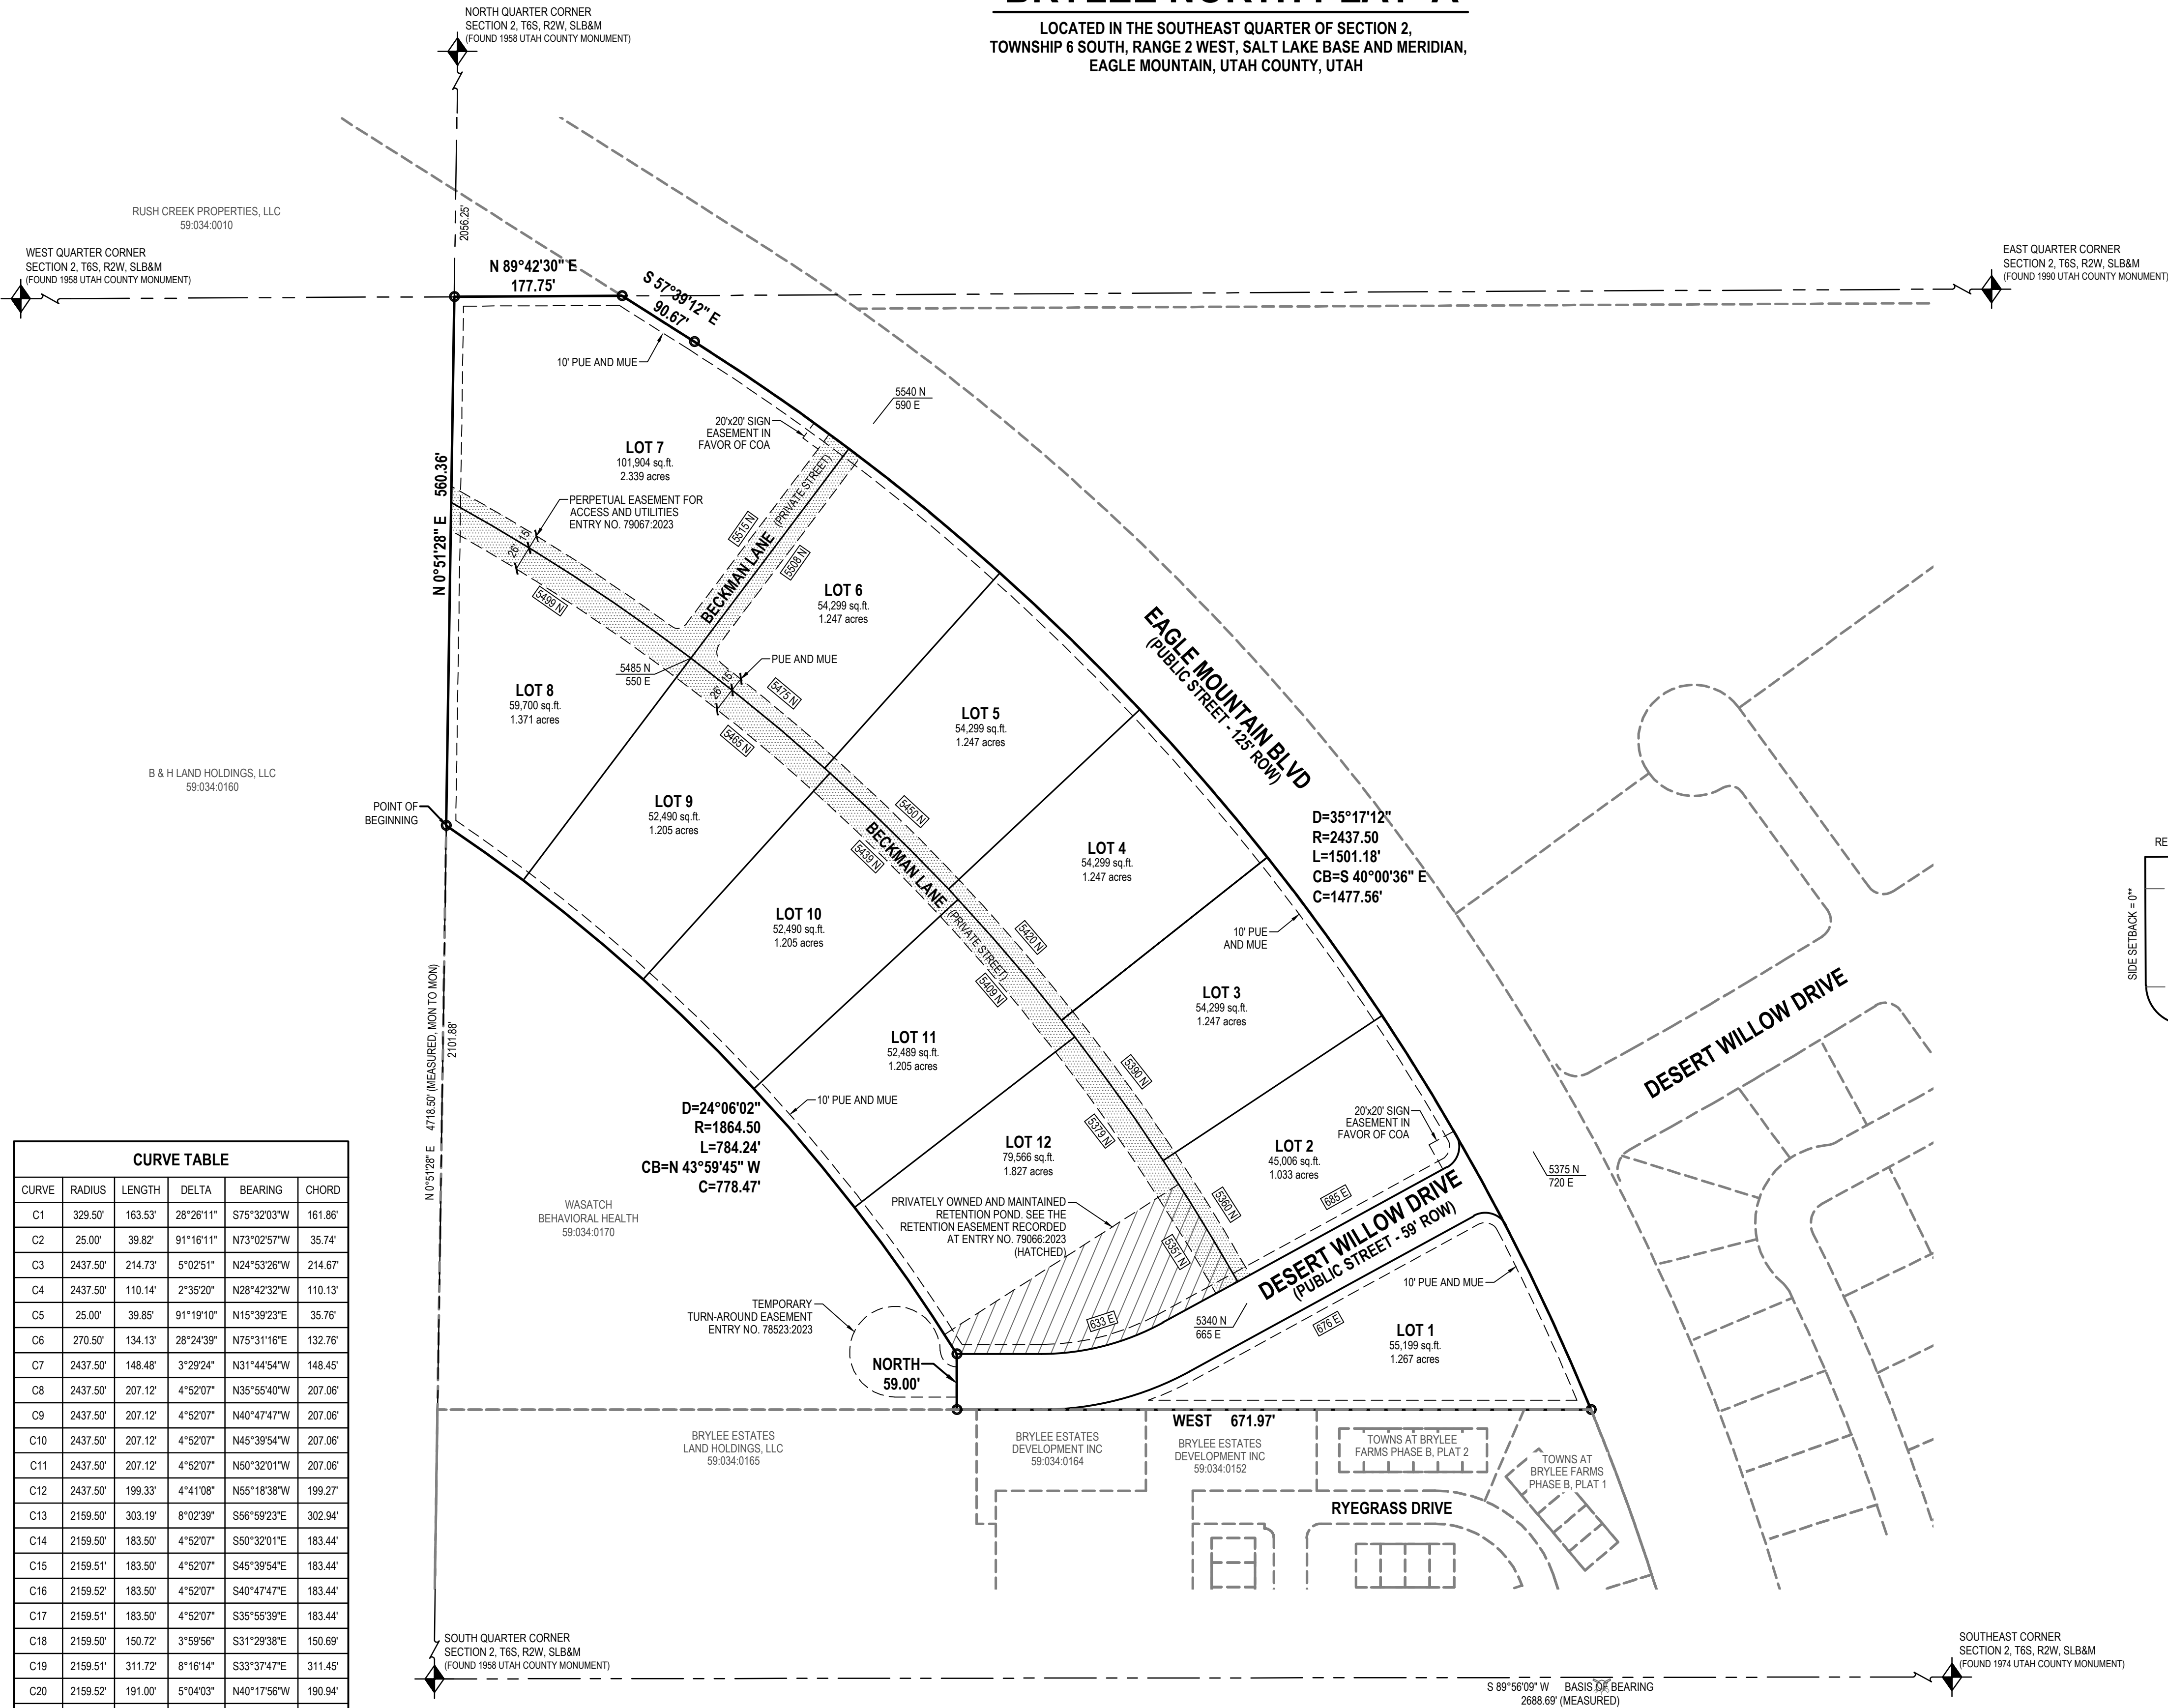 BRYLEE NORTH PLAT "A"
LOCATED IN THE SOUTHEAST QUARTER OF SECTION 2,
TOWNSHIP 6 SOUTH, RANGE 2 WEST, SALT LAKE BASE AND MERIDIAN,
EAGLE MOUNTAIN, UTAH COUNTY, UTAH
NORTH QUARTER CORNER
SECTION 2, T6S, R2W, SLB&M
(FOUND 1958 UTAH COUNTY MONUMENT)
RUSH CREEK PROPERTIES, LLC
59:034:0010
2056.25'
WEST QUARTER CORNER
SECTION 2, T6S, R2W, SLB&M
(FOUND 1958 UTAH COUNTY MONUMENT)
EAST QUARTER CORNER
SECTION 2, T6S, R2W, SLB&M
(FOUND 1990 UTAH COUNTY MONUMENT)
N 89°42'30" E
177.75'
S 57°39'12" E
90.67'
10' PUE AND MUE
5540 N
590 E
20'x20' SIGN
EASEMENT IN
FAVOR OF COA
LOT 7
101,904 sq.ft.
2.339 acres
N 0°51'28" E 560.36'
PERPETUAL EASEMENT FOR
ACCESS AND UTILITIES
ENTRY NO. 79067:2023
26' 15'
5499 N
5515 N
BECKMAN LANE (PRIVATE STREET)
5508 N
LOT 6
54,299 sq.ft.
1.247 acres
5485 N
550 E
PUE AND MUE
26' 15'
5475 N
5465 N
LOT 8
59,700 sq.ft.
1.371 acres
LOT 5
54,299 sq.ft.
1.247 acres
EAGLE MOUNTAIN BLVD
(PUBLIC STREET - 125' ROW)
B & H LAND HOLDINGS, LLC
59:034:0160
POINT OF
BEGINNING
LOT 9
52,490 sq.ft.
1.205 acres
5450 N
5439 N
BECKMAN LANE (PRIVATE STREET)
LOT 4
54,299 sq.ft.
1.247 acres
D=35°17'12"
R=2437.50
L=1501.18'
CB=S 40°00'36" E
C=1477.56'
RE
SIDE SETBACK = 0'*
LOT 10
52,490 sq.ft.
1.205 acres
10' PUE
AND MUE
5420 N
5409 N
LOT 3
54,299 sq.ft.
1.247 acres
DESERT WILLOW DRIVE
N 0°51'28" E 4718.50' (MEASURED, MON TO MON)
2101.88'
LOT 11
52,489 sq.ft.
1.205 acres
10' PUE AND MUE
5390 N
5379 N
D=24°06'02"
R=1864.50
L=784.24'
CB=N 43°59'45" W
C=778.47'
LOT 12
79,566 sq.ft.
1.827 acres
20'x20' SIGN
EASEMENT IN
FAVOR OF COA
LOT 2
45,006 sq.ft.
1.033 acres
5375 N
720 E
WASATCH
BEHAVIORAL HEALTH
59:034:0170
PRIVATELY OWNED AND MAINTAINED
RETENTION POND. SEE THE
RETENTION EASEMENT RECORDED
AT ENTRY NO. 79066:2023
(HATCHED)
5360 N
5351 N
685 E
DESERT WILLOW DRIVE
(PUBLIC STREET - 59' ROW)
10' PUE AND MUE
TEMPORARY
TURN-AROUND EASEMENT
ENTRY NO. 78523:2023
633 E
5340 N
665 E
676 E
LOT 1
55,199 sq.ft.
1.267 acres
NORTH
59.00'
WEST 671.97'
BRYLEE ESTATES
LAND HOLDINGS, LLC
59:034:0165
BRYLEE ESTATES
DEVELOPMENT INC
59:034:0164
BRYLEE ESTATES
DEVELOPMENT INC
59:034:0152
TOWNS AT BRYLEE
FARMS PHASE B, PLAT 2
TOWNS AT
BRYLEE FARMS
PHASE B, PLAT 1
RYEGRASS DRIVE
CURVE TABLE
CURVE RADIUS LENGTH DELTA BEARING CHORD
C1 329.50' 163.53' 28°26'11" S75°32'03"W 161.86'
C2 25.00' 39.82' 91°16'11" N73°02'57"W 35.74'
C3 2437.50' 214.73' 5°02'51" N24°53'26"W 214.67'
C4 2437.50' 110.14' 2°35'20" N28°42'32"W 110.13'
C5 25.00' 39.85' 91°19'10" N15°39'23"E 35.76'
C6 270.50' 134.13' 28°24'39" N75°31'16"E 132.76'
C7 2437.50' 148.48' 3°29'24" N31°44'54"W 148.45'
C8 2437.50' 207.12' 4°52'07" N35°55'40"W 207.06'
C9 2437.50' 207.12' 4°52'07" N40°47'47"W 207.06'
C10 2437.50' 207.12' 4°52'07" N45°39'54"W 207.06'
C11 2437.50' 207.12' 4°52'07" N50°32'01"W 207.06'
C12 2437.50' 199.33' 4°41'08" N55°18'38"W 199.27'
C13 2159.50' 303.19' 8°02'39" S56°59'23"E 302.94'
C14 2159.50' 183.50' 4°52'07" S50°32'01"E 183.44'
C15 2159.51' 183.50' 4°52'07" S45°39'54"E 183.44'
C16 2159.52' 183.50' 4°52'07" S40°47'47"E 183.44'
C17 2159.51' 183.50' 4°52'07" S35°55'39"E 183.44'
C18 2159.50' 150.72' 3°59'56" S31°29'38"E 150.69'
C19 2159.51' 311.72' 8°16'14" S33°37'47"E 311.45'
C20 2159.52' 191.00' 5°04'03" N40°17'56"W 190.94'
SOUTH QUARTER CORNER
SECTION 2, T6S, R2W, SLB&M
(FOUND 1958 UTAH COUNTY MONUMENT)
SOUTHEAST CORNER
SECTION 2, T6S, R2W, SLB&M
(FOUND 1974 UTAH COUNTY MONUMENT)
S 89°56'09" W BASIS OF BEARING
2688.69' (MEASURED)